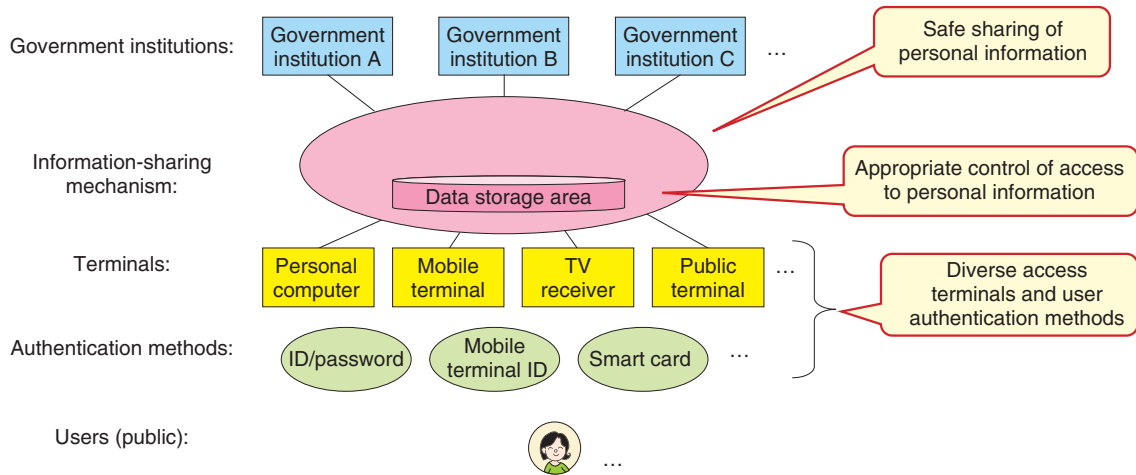 Government institutions:
Government
institution A
Government
institution B
Government
institution C
...
Safe sharing of
personal information
Information-sharing
mechanism:
Data storage area
Appropriate control of access
to personal information
Terminals:
Personal
computer
Mobile
terminal
TV
receiver
Public
terminal
...
Diverse access
terminals and user
authentication methods
Authentication methods:
ID/password
Mobile
terminal ID
Smart card
...
Users (public):
...